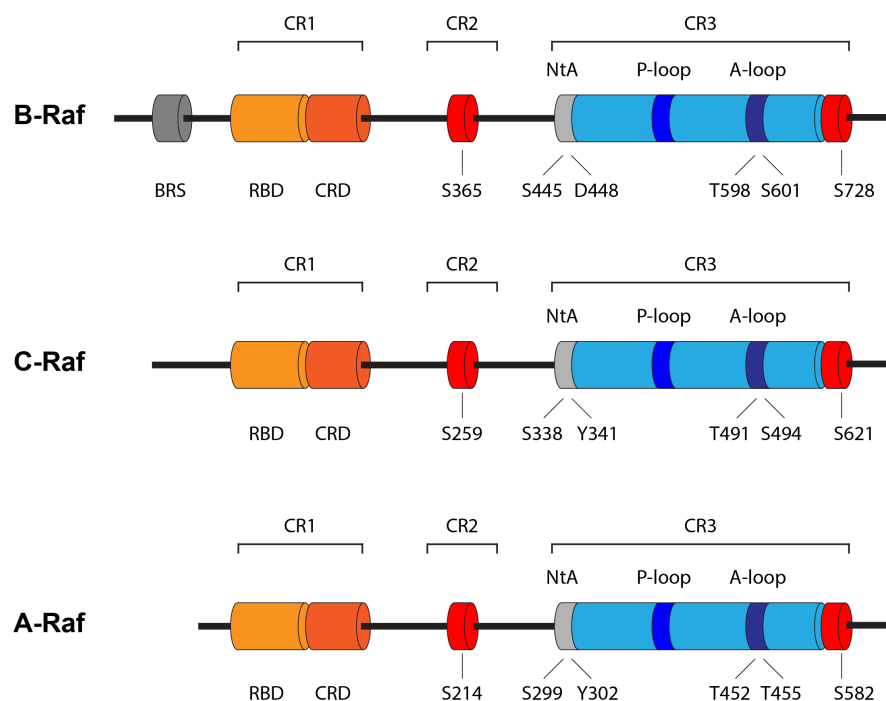 CR1 CR2 CR3
NtA P-loop A-loop
B-Raf
BRS RBD CRD S365 S445 D448 T598 S601 S728
CR1 CR2 CR3
NtA P-loop A-loop
C-Raf
RBD CRD S259 S338 Y341 T491 S494 S621
CR1 CR2 CR3
NtA P-loop A-loop
A-Raf
RBD CRD S214 S299 Y302 T452 T455 S582